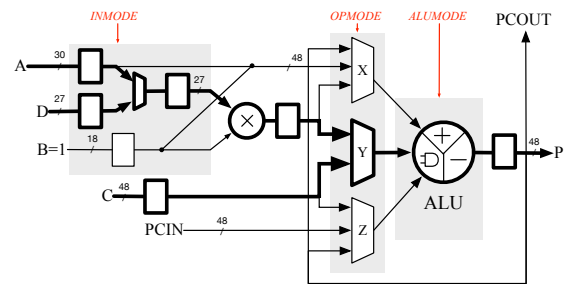 INMODE
OPMODE
ALUMODE
PCOUT
A
30
48
X
27
D
27
B=1
18
×
Y
+
−
48
P
C
48
ALU
PCIN
48
Z